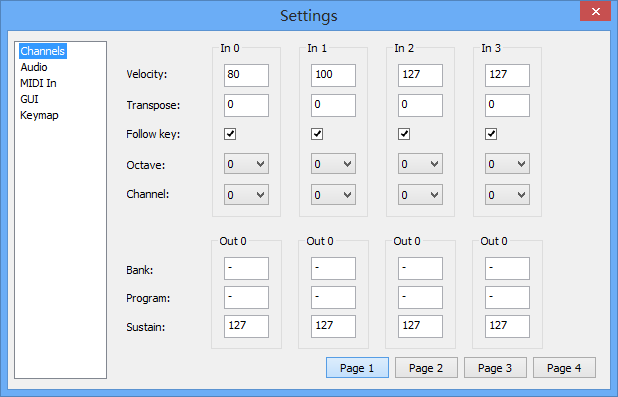 Settings
Channels
Audio
MIDI In
GUI
Keymap
In 0 In 1 In 2 In 3
Velocity: 80 100 127 127
Transpose: 0 0 0 0
Follow key:
Octave: 0 0 0 0
Channel: 0 0 0 0
Out 0 Out 0 Out 0 Out 0
Bank: - - - -
Program: - - - -
Sustain: 127 127 127 127
Page 1 Page 2 Page 3 Page 4